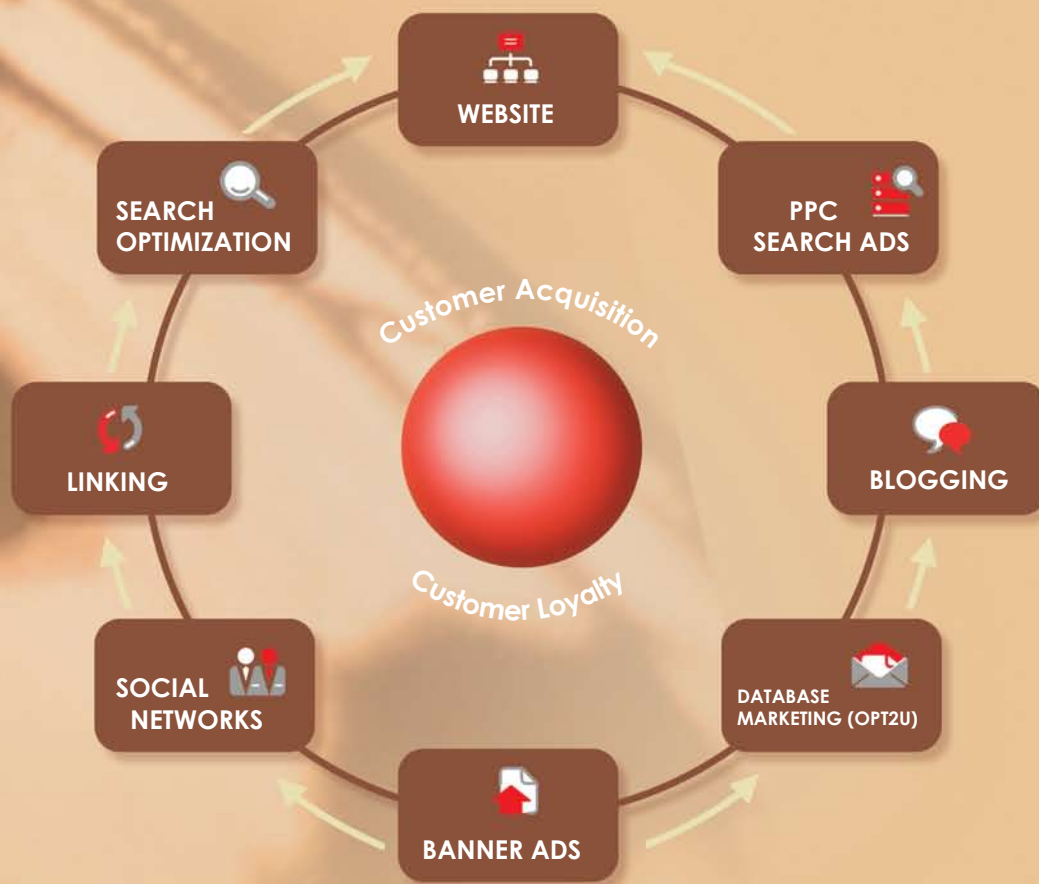 WEBSITE
SEARCH
OPTIMIZATION
PPC
SEARCH ADS
Customer Acquisition
LINKING
BLOGGING
Customer Loyalty
SOCIAL
NETWORKS
DATABASE
MARKETING (OPT2U)
BANNER ADS